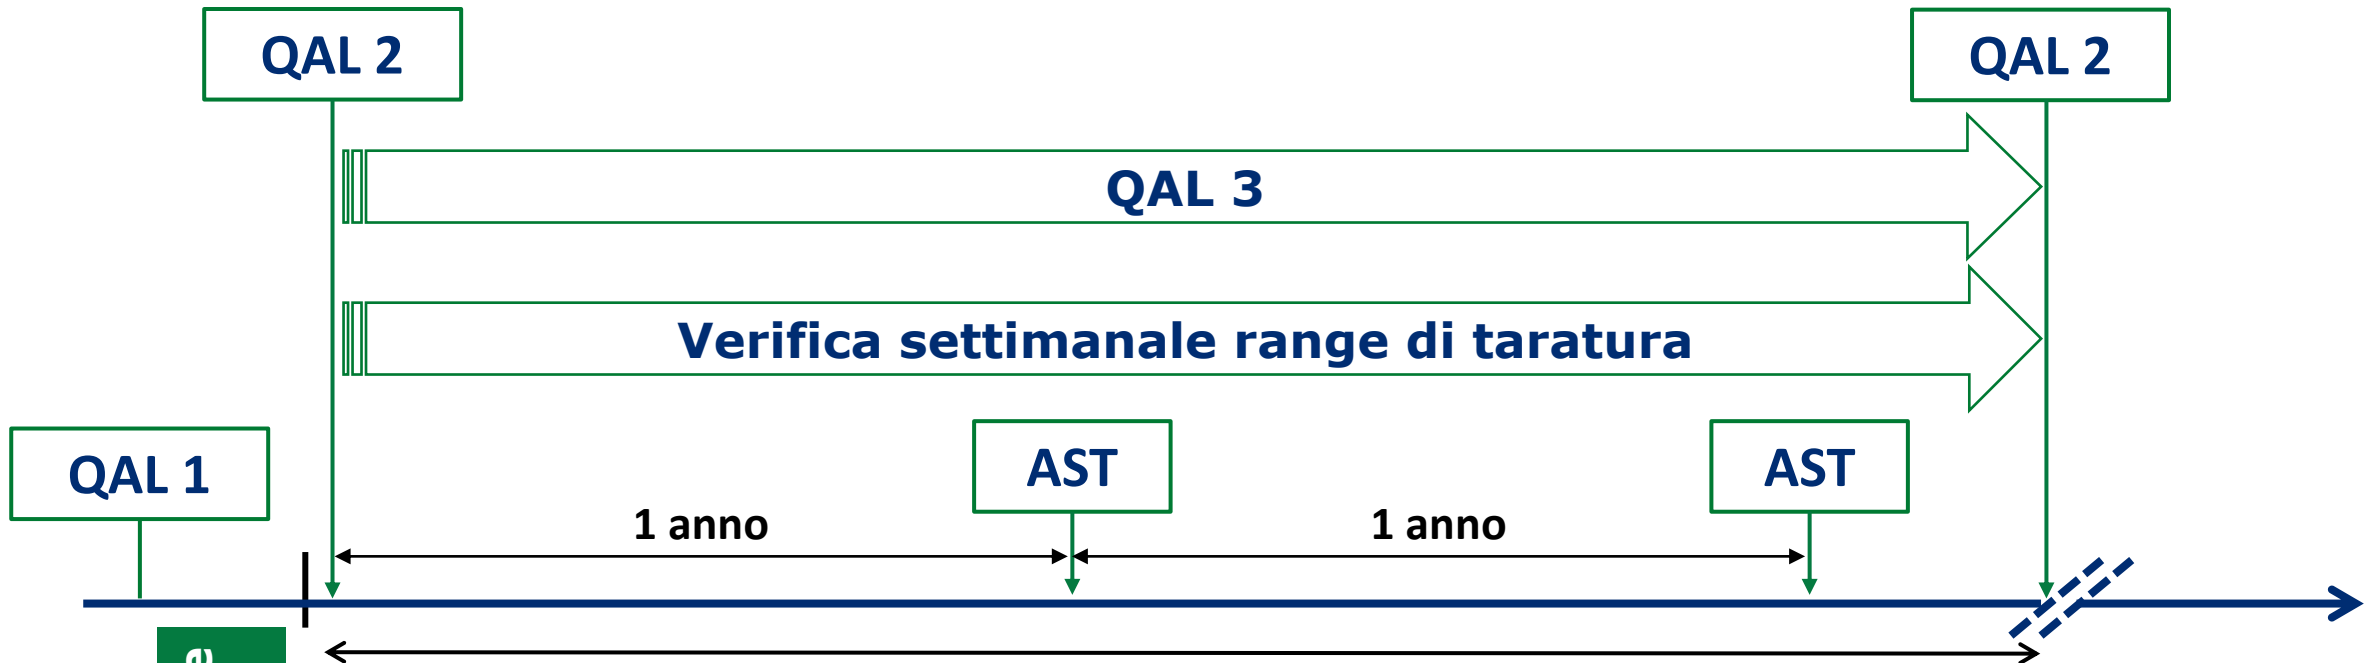 QAL 2
QAL 2
QAL 3
Verifica settimanale range di taratura
QAL 1
AST
AST
1 anno
1 anno